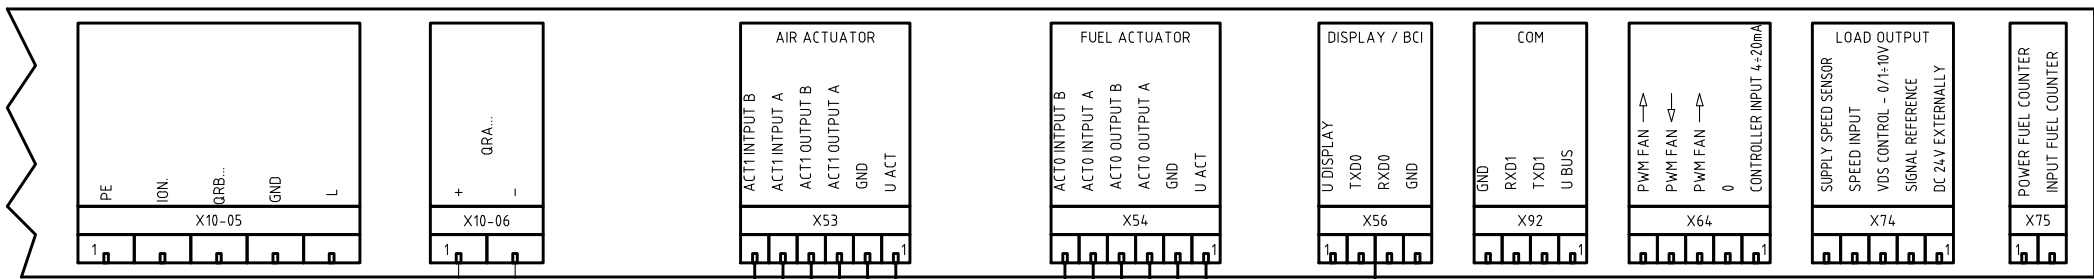 PE
ION.
QRB...
GND
L
X10-05
1
+
QRA...
-
X10-06
1
AIR ACTUATOR
ACT1 INTPUT B
ACT1 INTPUT A
ACT1 OUTPUT B
ACT1 OUTPUT A
GND
U ACT
X53
1
FUEL ACTUATOR
ACT0 INTPUT B
ACT0 INTPUT A
ACT0 OUTPUT B
ACT0 OUTPUT A
GND
U ACT
X54
1
DISPLAY / BCI
U DISPLAY
TXD0
RXD0
GND
X56
1
COM
GND
RXD1
TXD1
U BUS
X92
1
PWM FAN
PWM FAN
PWM FAN
0
CONTROLLER INPUT 4÷20mA
X64
1
LOAD OUTPUT
SUPPLY SPEED SENSOR
SPEED INPUT
VDS CONTROL - 0/1÷10V
SIGNAL REFERENCE
DC 24V EXTERNALLY
X74
1
POWER FUEL COUNTER
INPUT FUEL COUNTER
X75
1